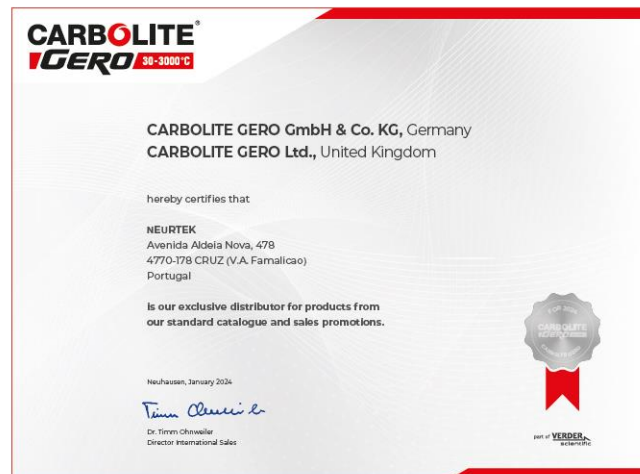 CARBOLITE®
GERO 30-3000°C
CARBOLITE GERO GmbH & Co. KG, Germany
CARBOLITE GERO Ltd., United Kingdom
hereby certifies that
NEURTEK
Avenida Aldeia Nova, 478
4770-178 CRUZ (V.A. Famalicao)
Portugal
is our exclusive distributor for products from
our standard catalogue and sales promotions.
Neuhausen, January 2024
Dr. Timm Ohnweiler
Director International Sales
CARBOLITE
GERO
part of VERDER
scientific